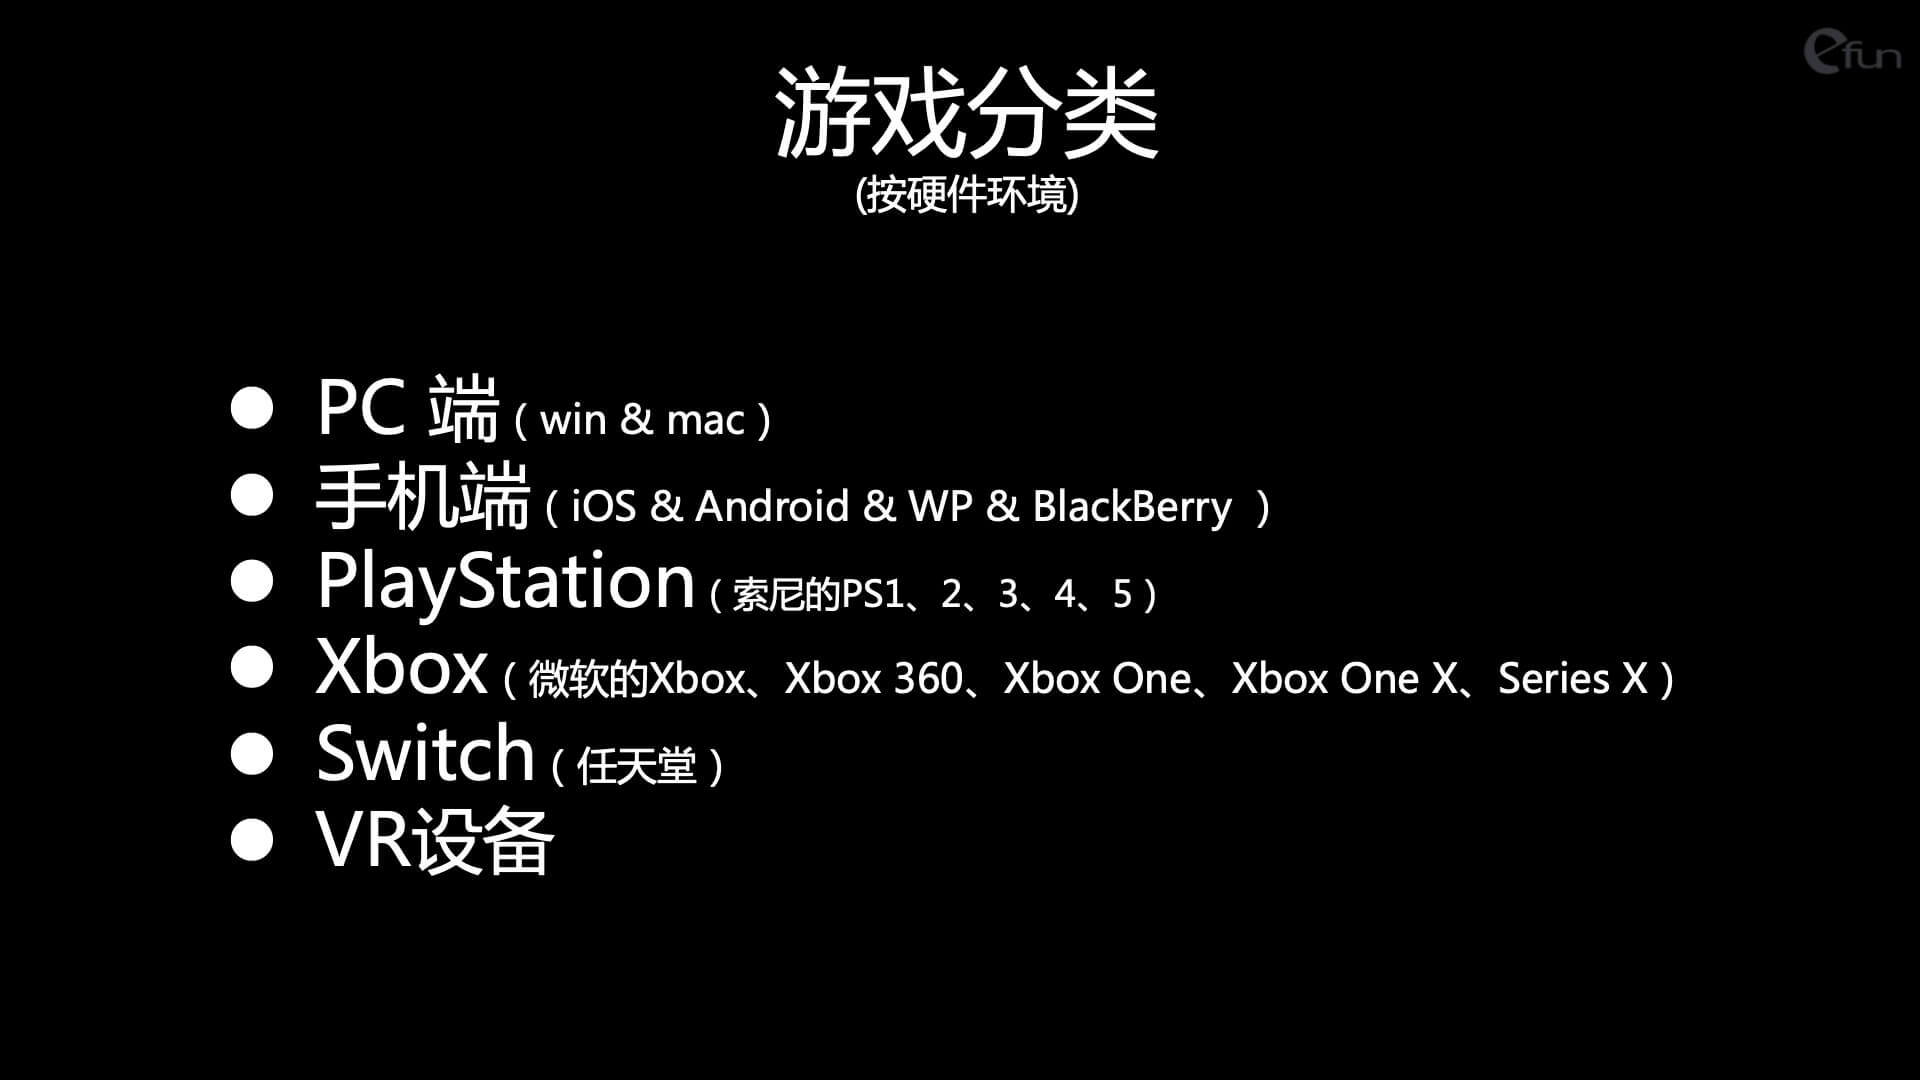 efun
游戏分类
(按硬件环境)
● PC 端（win & mac）
● 手机端（iOS & Android & WP & BlackBerry ）
● PlayStation（索尼的PS1、2、3、4、5）
● Xbox（微软的Xbox、Xbox 360、Xbox One、Xbox One X、Series X）
● Switch（任天堂）
● VR设备